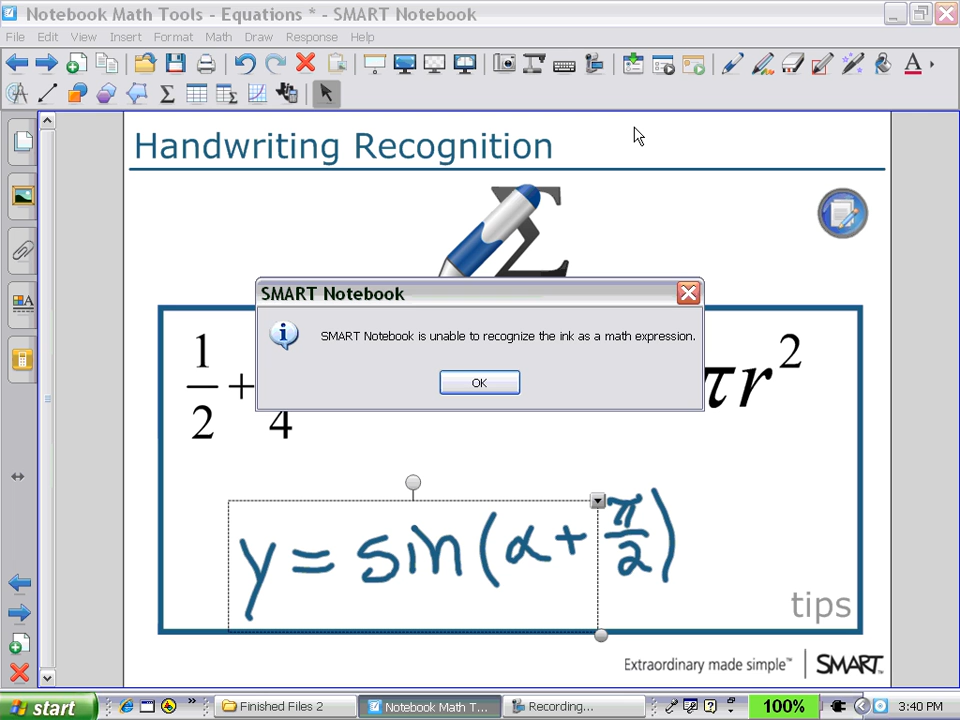 Notebook Math Tools - Equations * - SMART Notebook
File Edit View Insert Format Math Draw Response Help
Handwriting Recognition
SMART Notebook
SMART Notebook is unable to recognize the ink as a math expression.
OK
1/2 + /4 πr²
y = sin(α + π/2)
tips
Extraordinary made simple™ SMART
start Finished Files 2 Notebook Math T... Recording... 100% 3:40 PM